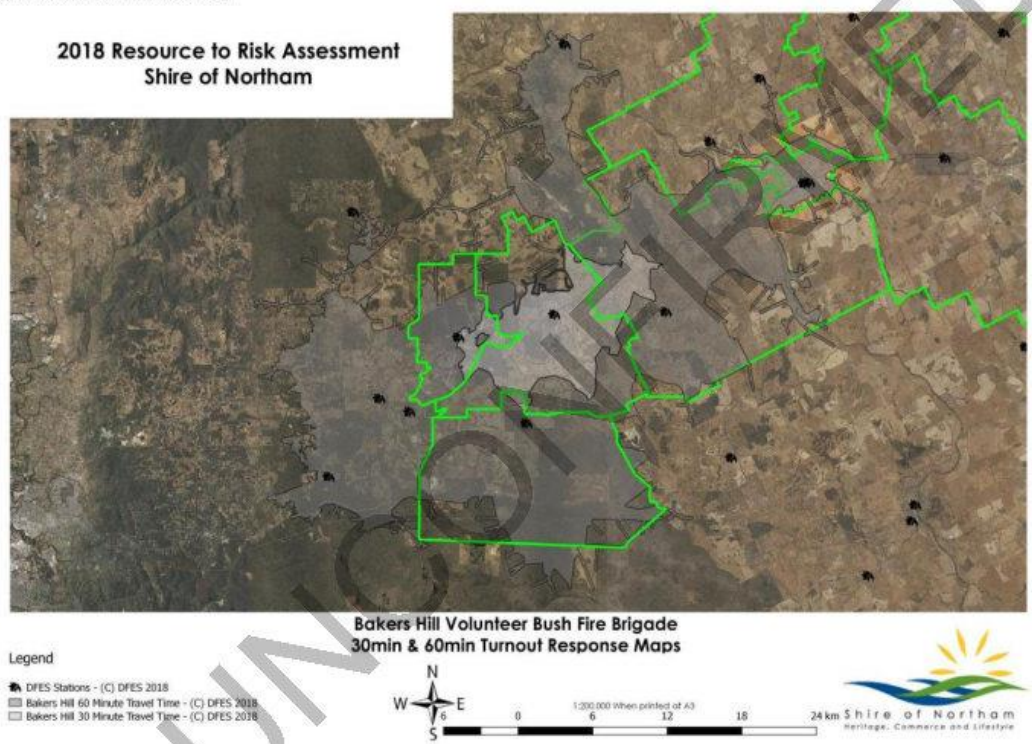 2018 Resource to Risk Assessment
Shire of Northam
Bakers Hill Volunteer Bush Fire Brigade
30min & 60min Turnout Response Maps
Legend
DFES Stations - (C) DFES 2018
Bakers Hill 60 Minute Travel Time - (C) DFES 2018
Bakers Hill 30 Minute Travel Time - (C) DFES 2018
N
W E
S
1:200,000 When printed at A3
6 0 6 12 18 24 km
Shire of Northam
Heritage, Commerce and Lifestyle